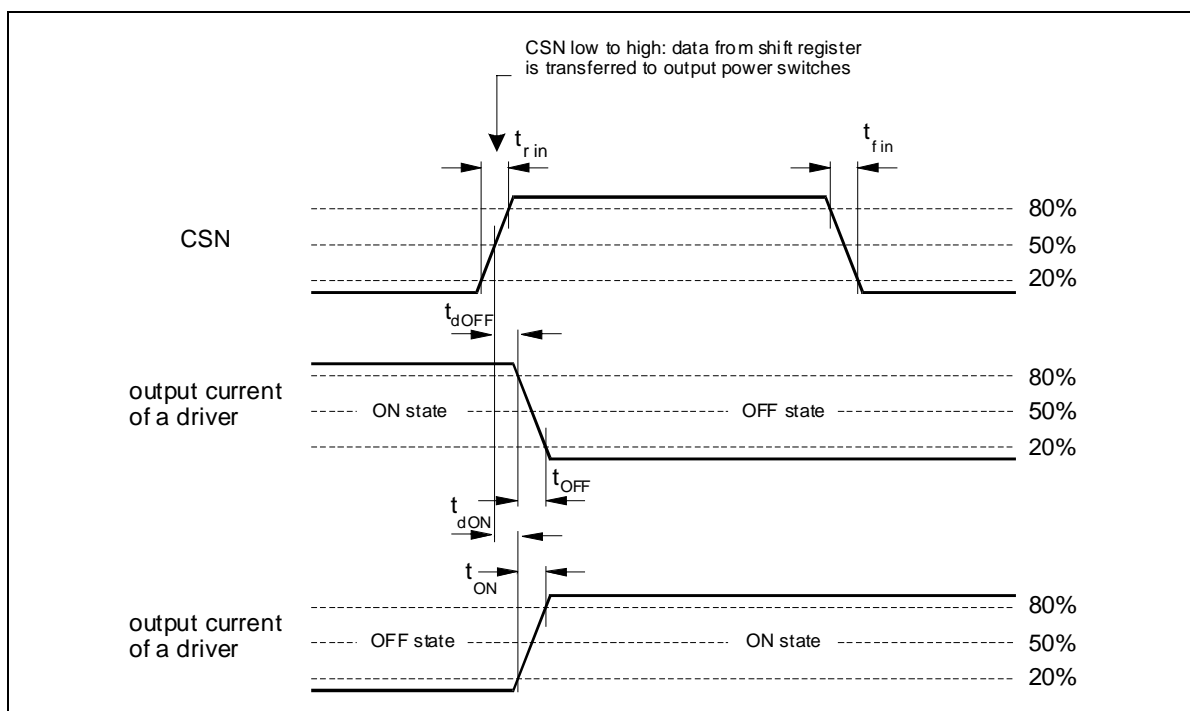 CSN low to high: data from shift register
is transferred to output power switches
t r in
t f in
CSN
80%
50%
20%
t dOFF
output current
of a driver
ON state
OFF state
80%
50%
20%
t OFF
t dON
t ON
output current
of a driver
OFF state
ON state
80%
50%
20%